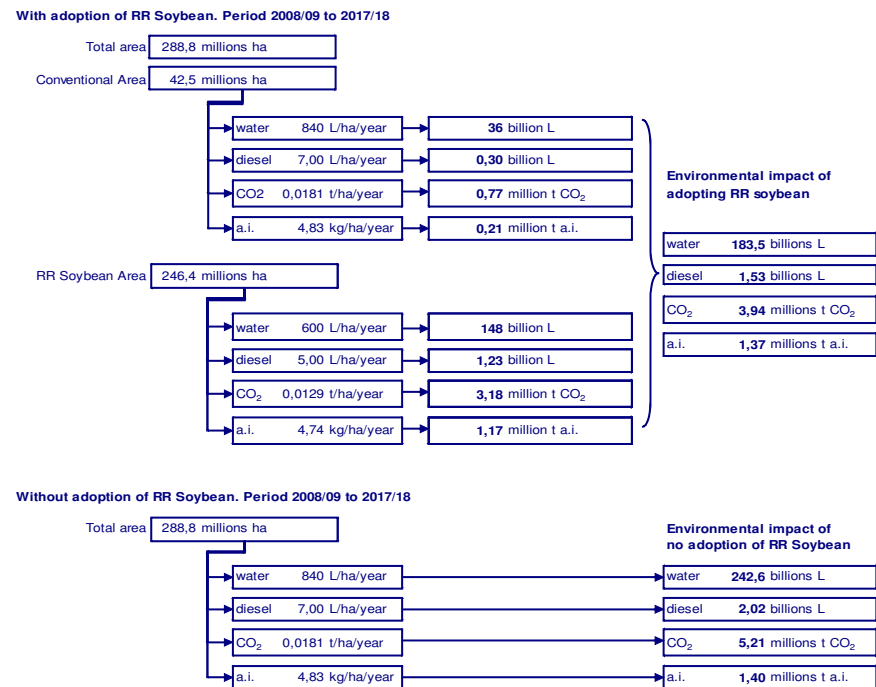 With adoption of RR Soybean. Period 2008/09 to 2017/18
Total area 288,8 millions ha
Conventional Area 42,5 millions ha
water 840 L/ha/year 36 billion L
diesel 7,00 L/ha/year 0,30 billion L
CO2 0,0181 t/ha/year 0,77 million t CO₂
a.i. 4,83 kg/ha/year 0,21 million t a.i.
RR Soybean Area 246,4 millions ha
water 600 L/ha/year 148 billion L
diesel 5,00 L/ha/year 1,23 billion L
CO₂ 0,0129 t/ha/year 3,18 million t CO₂
a.i. 4,74 kg/ha/year 1,17 million t a.i.
Environmental impact of
adopting RR soybean
water 183,5 billions L
diesel 1,53 billions L
CO₂ 3,94 millions t CO₂
a.i. 1,37 millions t a.i.
Without adoption of RR Soybean. Period 2008/09 to 2017/18
Total area 288,8 millions ha
Environmental impact of
no adoption of RR Soybean
water 840 L/ha/year water 242,6 billions L
diesel 7,00 L/ha/year diesel 2,02 billions L
CO₂ 0,0181 t/ha/year CO₂ 5,21 millions t CO₂
a.i. 4,83 kg/ha/year a.i. 1,40 millions t a.i.